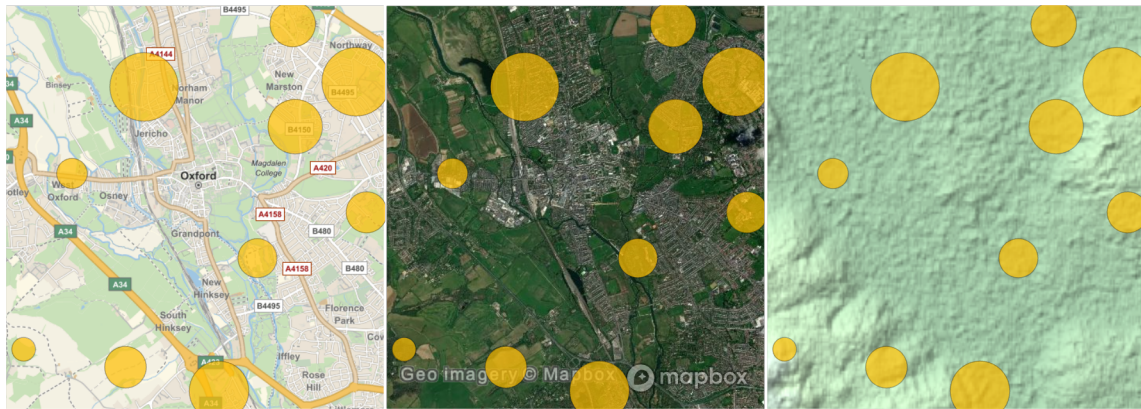 B4495
Northway
A4144
34
Binsey
New
Marston
Norham
Manor
B4495
A34
Jericho
B4150
Magdalen
College
A420
Oxford
West
Oxford
Osney
A4158
A34
B480
Grandpont
A4158
B480
A34
New
Hinksey
B4495
South
Hinksey
Florence
Park
Iffley
A423
Rose
Hill
A34
Geo imagery © Mapbox
mapbox